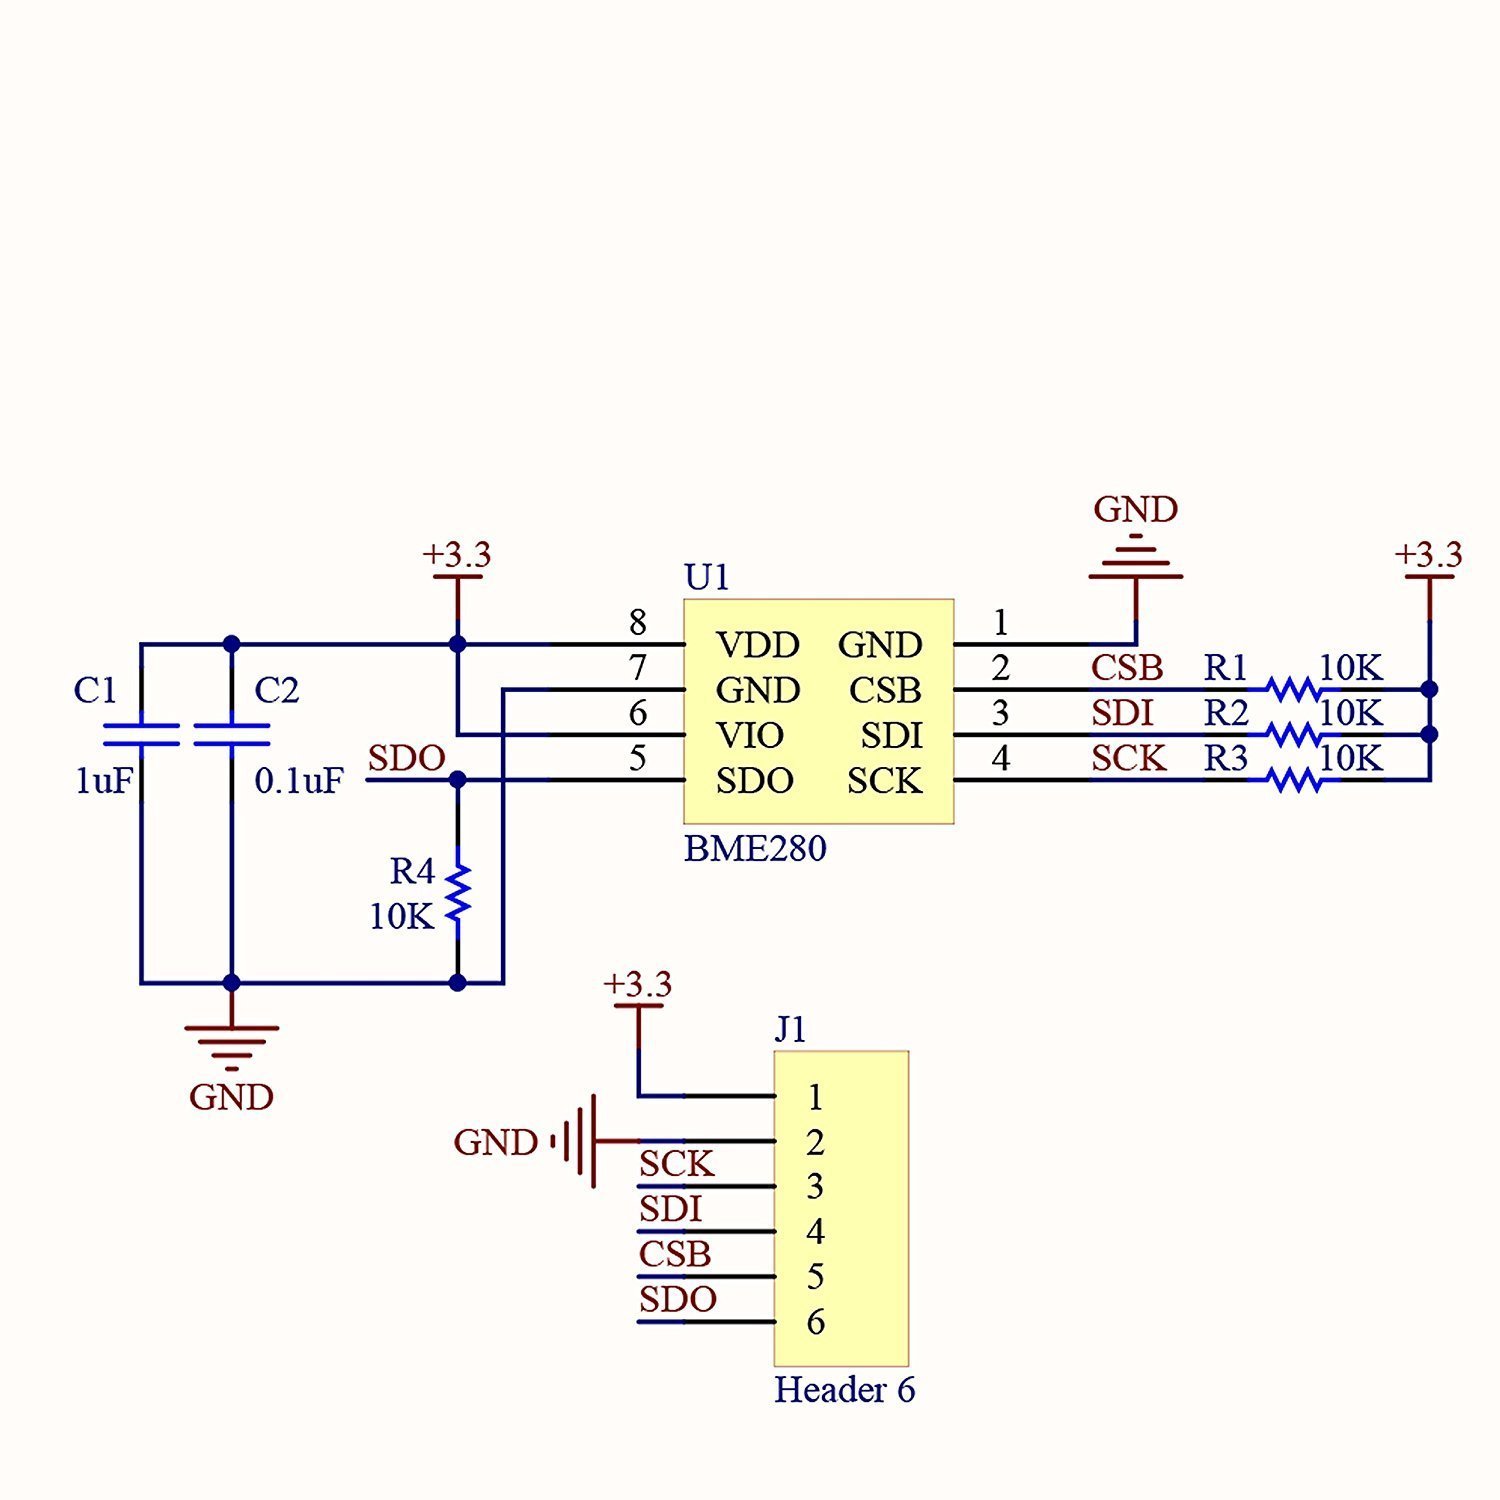 GND
+3.3
+3.3
U1
8 VDD GND 1
7 GND CSB 2 CSB R1 10K
6 VIO SDI 3 SDI R2 10K
5 SDO SCK 4 SCK R3 10K
BME280
C1
1uF
C2
0.1uF
SDO
R4
10K
GND
+3.3
J1
1
GND 2
SCK 3
SDI 4
CSB 5
SDO 6
Header 6